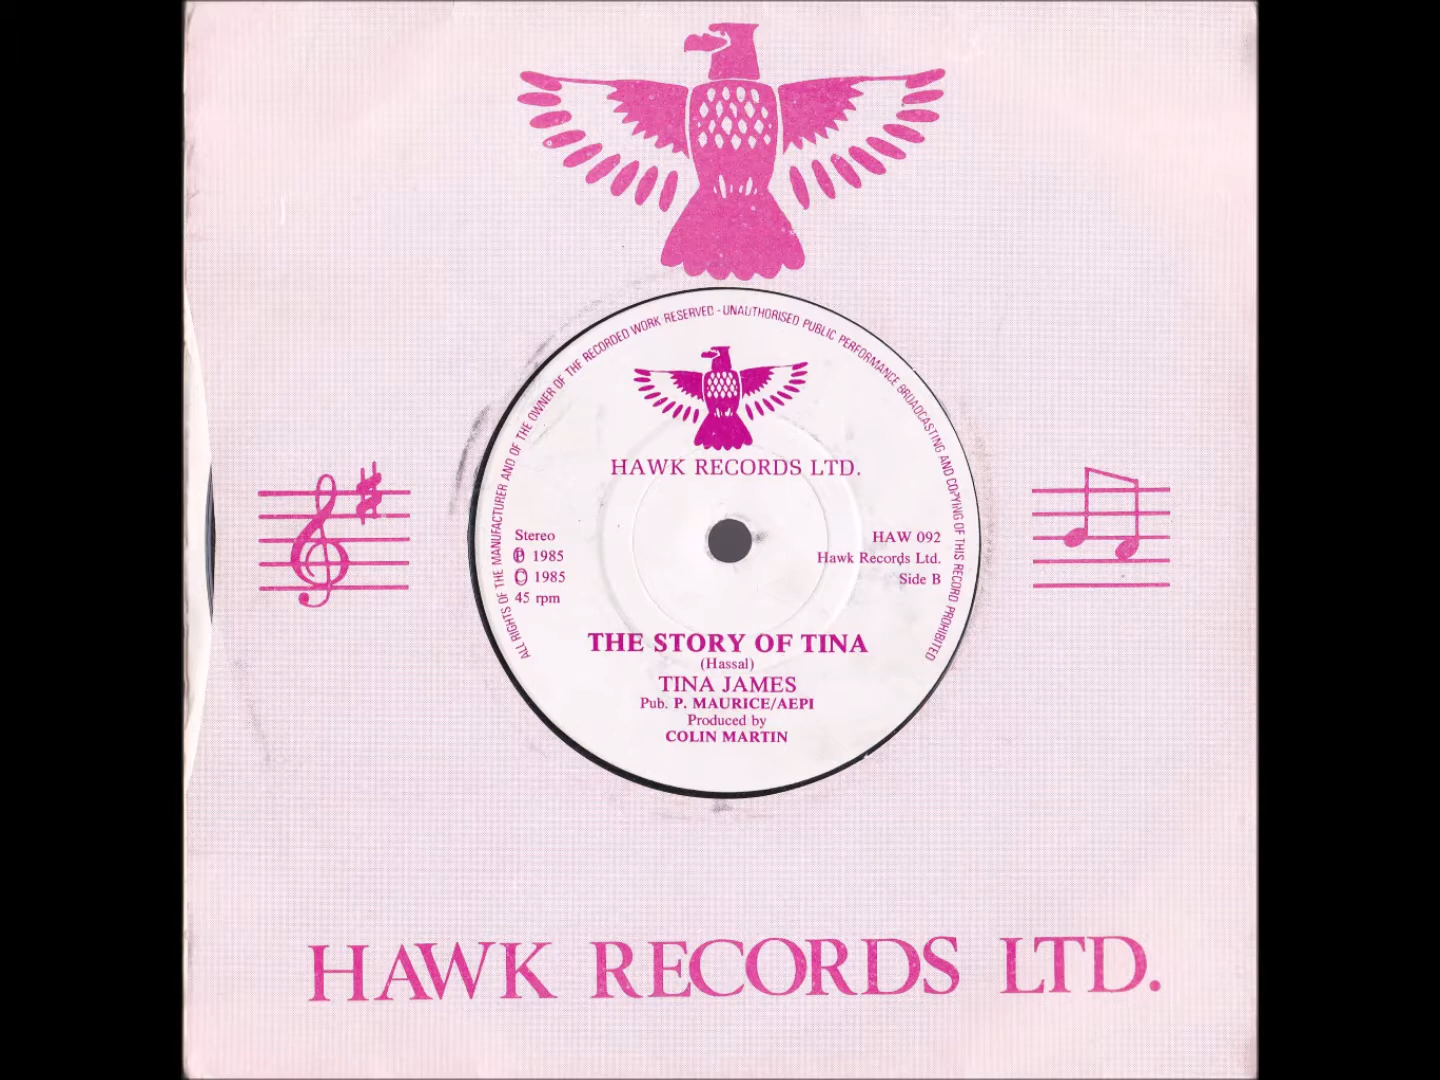 ALL RIGHTS OF THE MANUFACTURER AND OF THE OWNER OF THE RECORDED WORK RESERVED - UNAUTHORISED PUBLIC PERFORMANCE BROADCASTING AND COPYING OF THIS RECORD PROHIBITED
HAWK RECORDS LTD.
Stereo
℗ 1985
© 1985
45 rpm
HAW 092
Hawk Records Ltd.
Side B
THE STORY OF TINA
(Hassal)
TINA JAMES
Pub. P. MAURICE/AEPI
Produced by
COLIN MARTIN
HAWK RECORDS LTD.